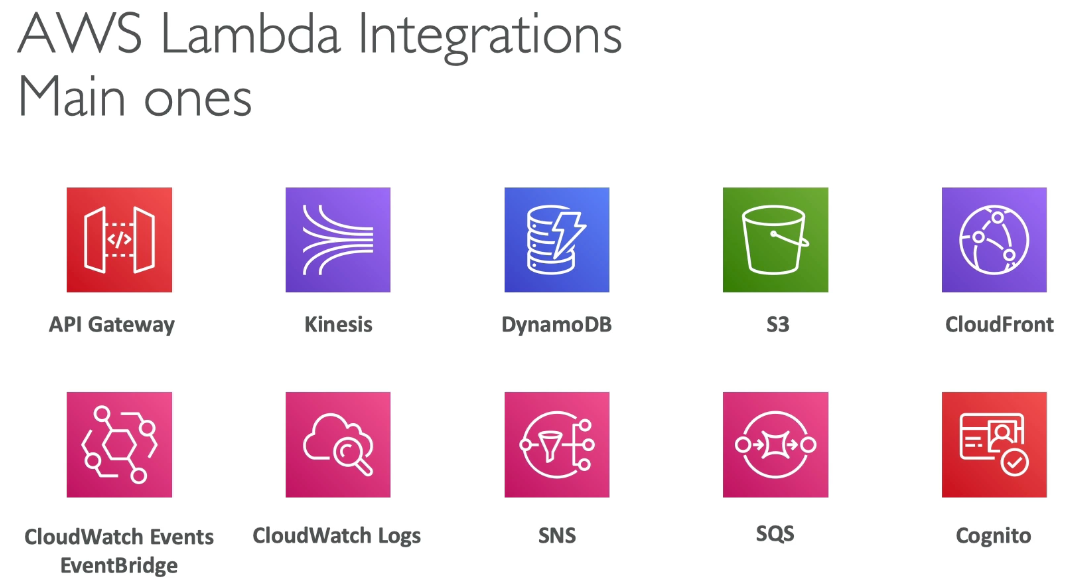 AWS Lambda Integrations
Main ones
</>
API Gateway
Kinesis
DynamoDB
S3
CloudFront
CloudWatch Events
EventBridge
CloudWatch Logs
SNS
SQS
Cognito